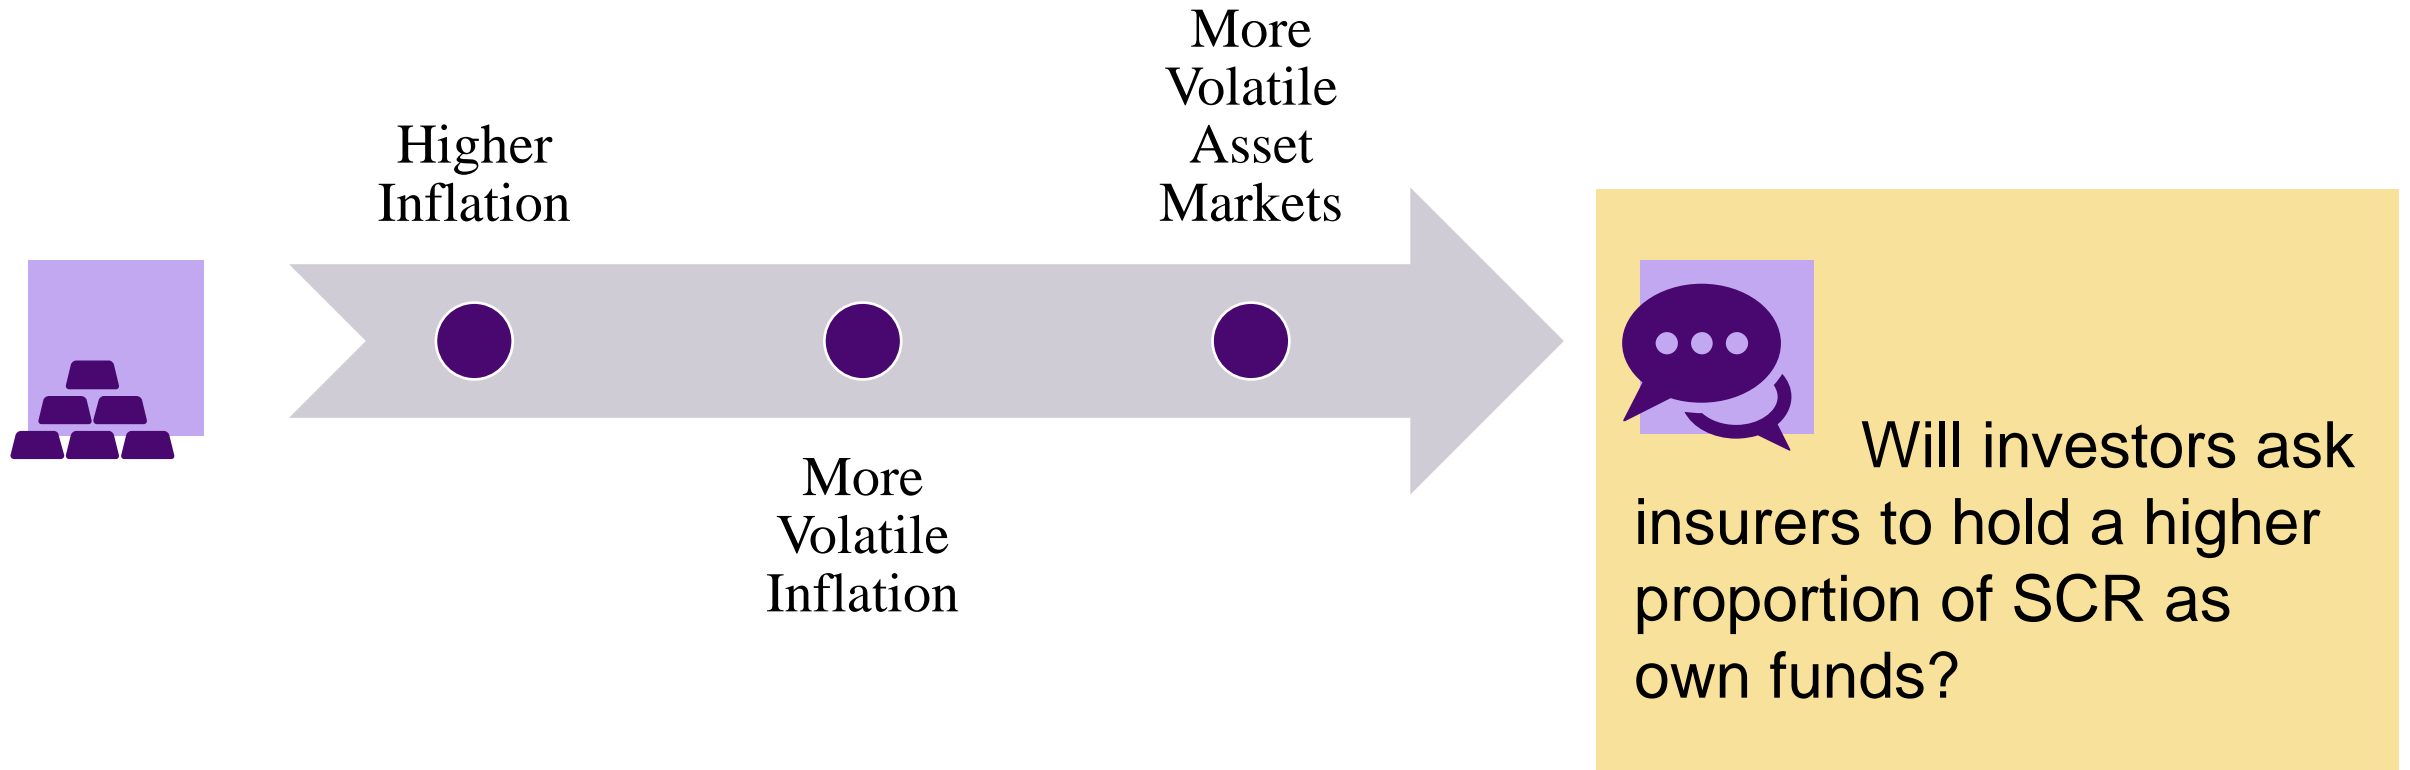 Higher
Inflation
More
Volatile
Inflation
More
Volatile
Asset
Markets
Will investors ask
insurers to hold a higher
proportion of SCR as
own funds?